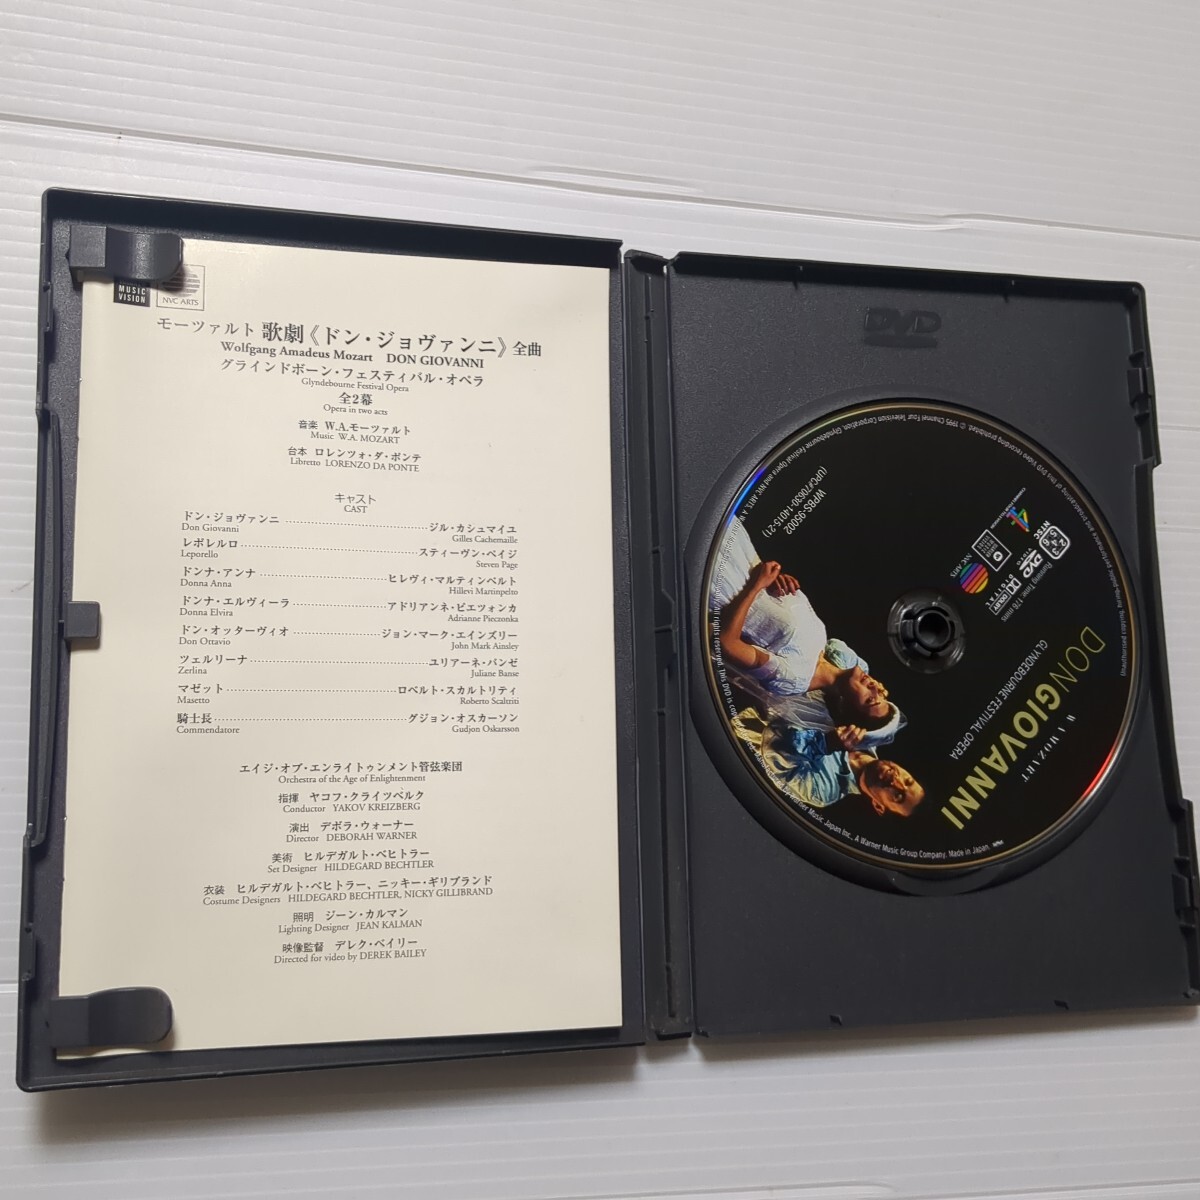 MUSIC
VISION
NVC ARTS
モーツァルト 歌劇《ドン・ジョヴァンニ》全曲
Wolfgang Amadeus Mozart DON GIOVANNI
グラインドボーン・フェスティバル・オペラ
Glyndebourne Festival Opera
全2幕
Opera in two acts
音楽 W.A.モーツァルト
Music W.A. MOZART
台本 ロレンツォ・ダ・ポンテ
Libretto LORENZO DA PONTE
キャスト
CAST
ドン・ジョヴァンニ ジル・カシュマイユ
Don Giovanni Gilles Cachemaille
レポレルロ スティーヴン・ペイジ
Leporello Steven Page
ドンナ・アンナ ヒレヴィ・マルティンペルト
Donna Anna Hillevi Martinpelto
ドンナ・エルヴィーラ アドリアンネ・ピエツォンカ
Donna Elvira Adrianne Pieczonka
ドン・オッターヴィオ ジョン・マーク・エインズリー
Don Ottavio John Mark Ainsley
ツェルリーナ ユリアーネ・バンゼ
Zerlina Juliane Banse
マゼット ロベルト・スカルトリティ
Masetto Roberto Scaltriti
騎士長 グジョン・オスカーソン
Commendatore Gudjon Oskarsson
エイジ・オブ・エンライトゥンメント管弦楽団
Orchestra of the Age of Enlightenment
指揮 ヤコフ・クライツベルク
Conductor YAKOV KREIZBERG
演出 デボラ・ウォーナー
Director DEBORAH WARNER
美術 ヒルデガルト・ベヒトラー
Set Designer HILDEGARD BECHTLER
衣装 ヒルデガルト・ベヒトラー、ニッキー・ギリブランド
Costume Designers HILDEGARD BECHTLER, NICKY GILLIBRAND
照明 ジーン・カルマン
Lighting Designer JEAN KALMAN
映像監督 デレク・ベイリー
Directed for video by DEREK BAILEY
DVD
W A MOZART
DON GIOVANNI
GLYNDEBOURNE FESTIVAL OPERA
WPBS-95002
(UPC#70630-14015-21)
NVC ARTS
NTSC
DVD
VIDEO
DOLBY
DIGITAL
Running Time: 176 mins